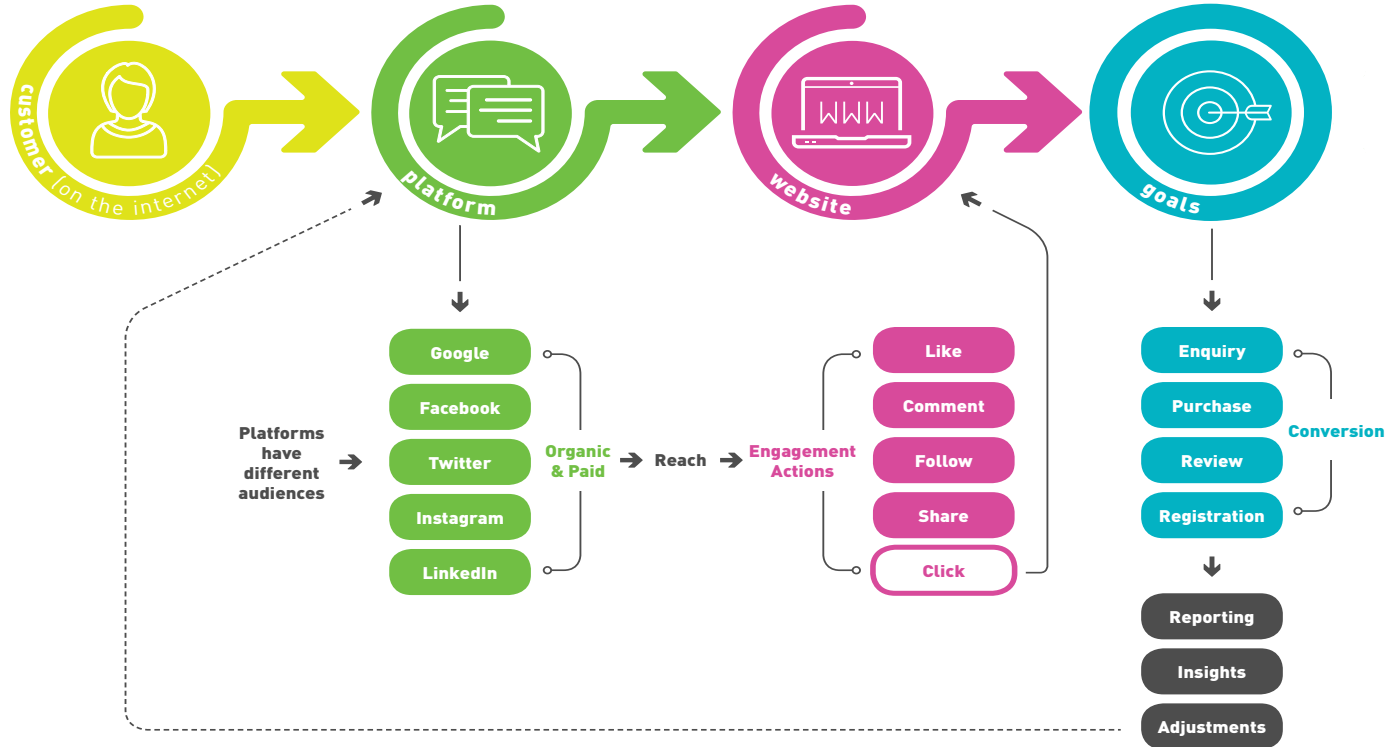 customer (on the internet)
platform
WWW
website
goals
Platforms
have
different
audiences
Google
Facebook
Twitter
Instagram
LinkedIn
Organic
& Paid
Reach
Engagement
Actions
Like
Comment
Follow
Share
Click
Enquiry
Purchase
Review
Registration
Conversion
Reporting
Insights
Adjustments